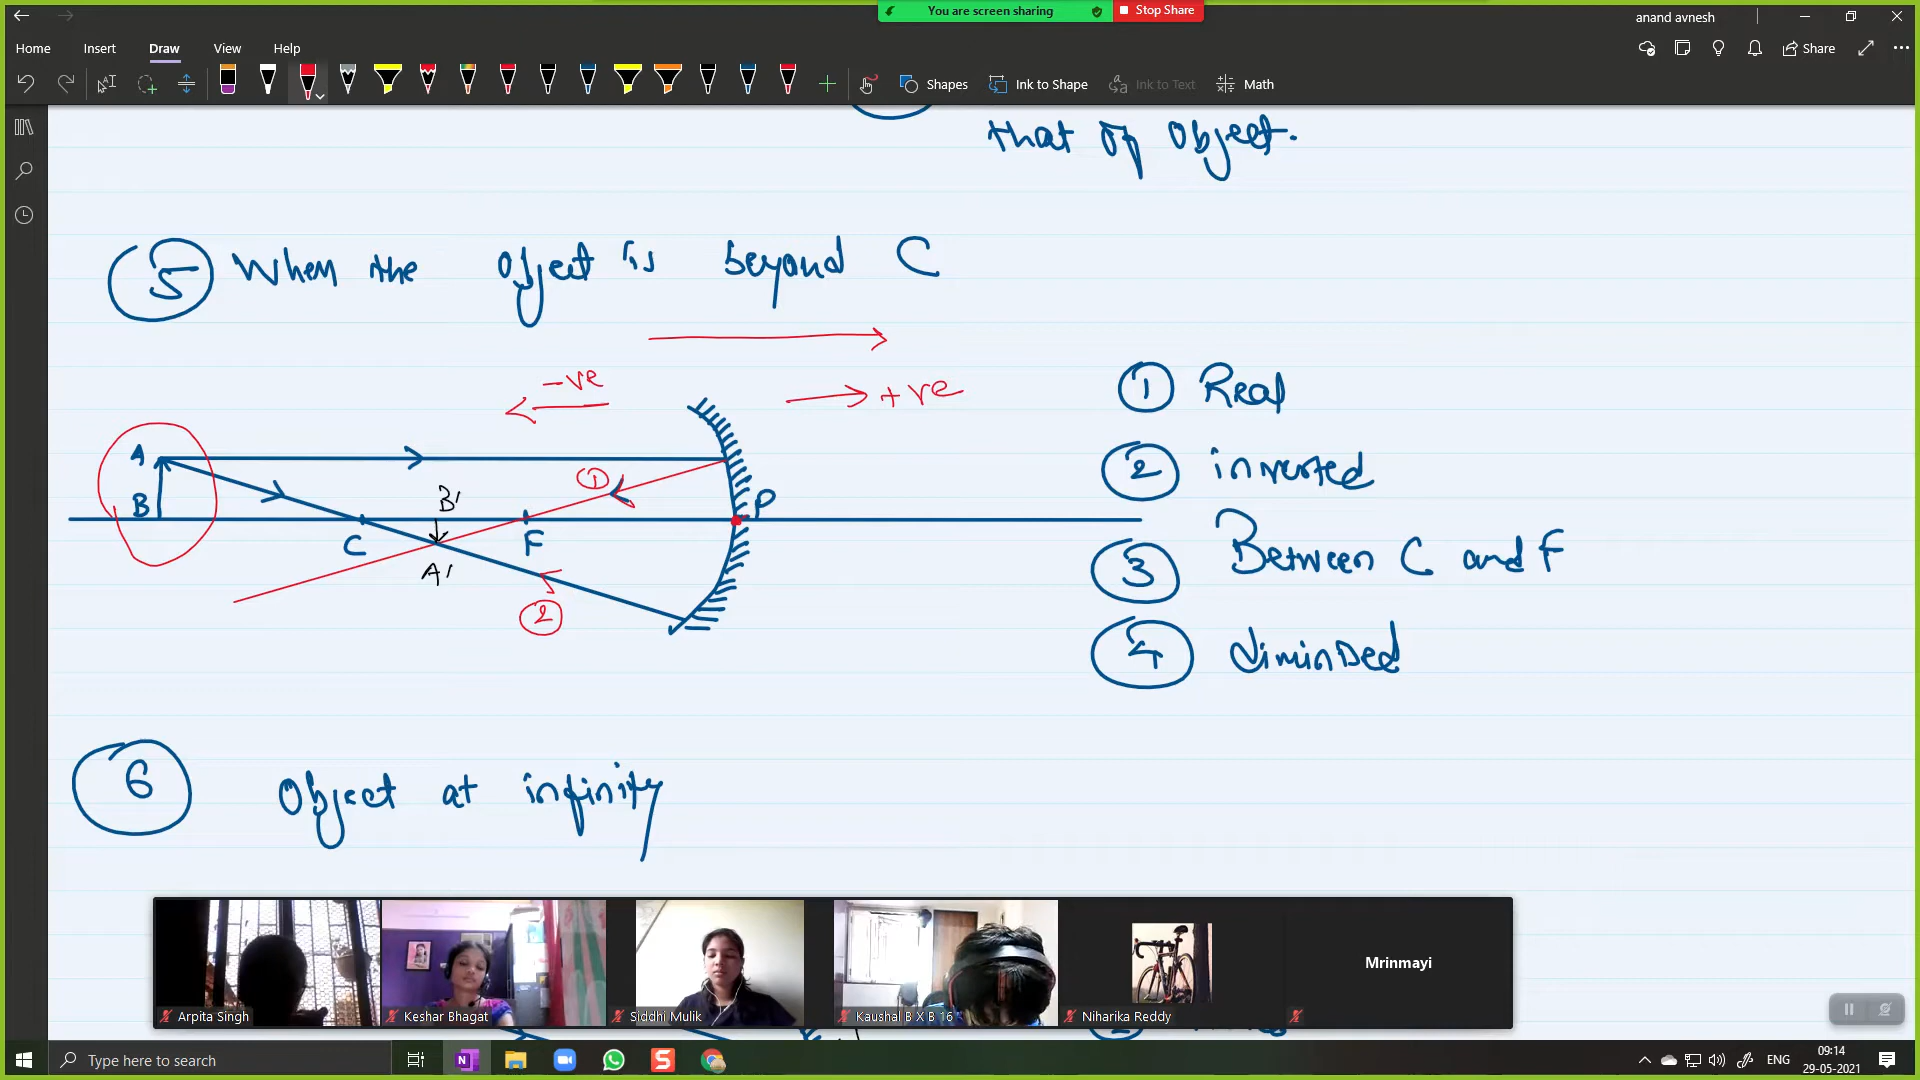 You are screen sharing
Stop Share
anand avnesh
Home Insert Draw View Help
Share
Shapes Ink to Shape Ink to Text Math
that of object.
5 When the object is beyond C
-ve
+ve
1 Real
A
1
2 inverted
B
B'
P
C
F
3 Between C and F
A'
2
4
6 Object at infinity
Arpita Singh
Keshar Bhagat
Siddhi Mulik
Kaushal B X B 16
Niharika Reddy
Mrinmayi
Type here to search
N
S
ENG
09:14
29-05-2021